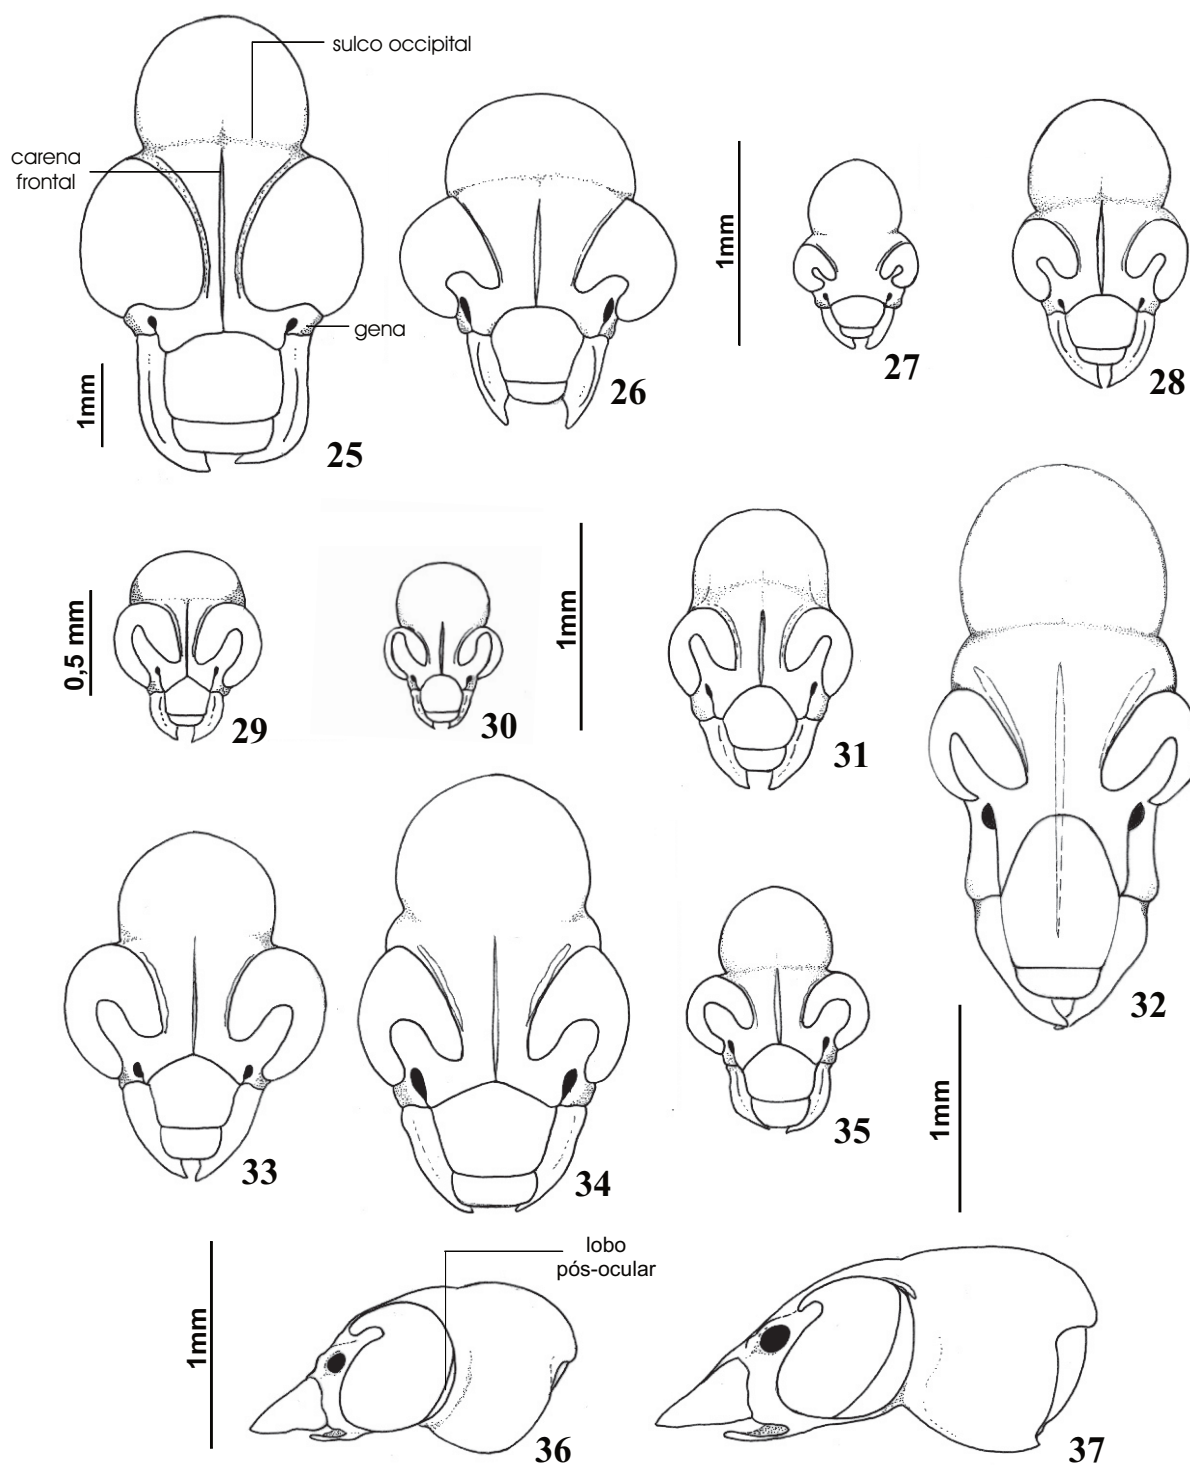 sulco occipital
carena
frontal
gena
1mm
25
26
1mm
27
28
0,5 mm
29
30
1mm
31
32
33
34
35
1mm
1mm
lobo
pós-ocular
36
37